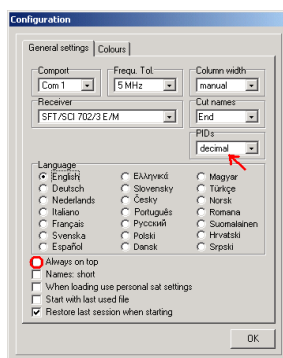 Configuration
General settings
Colours
Comport
Frequ. Tol.
Column width
Com 1
5 MHz
manual
Receiver
Cut names
SFT/SCI 702/3 E/M
End
PIDs
decimal
Language
English
Ελληνικά
Magyar
Deutsch
Slovensky
Türkçe
Nederlands
Česky
Norsk
Italiano
Português
Romana
Français
Русский
Suomalainen
Svenska
Polski
Hrvatski
Español
Dansk
Srpski
Always on top
Names: short
When loading use personal sat settings
Start with last used file
Restore last session when starting
OK